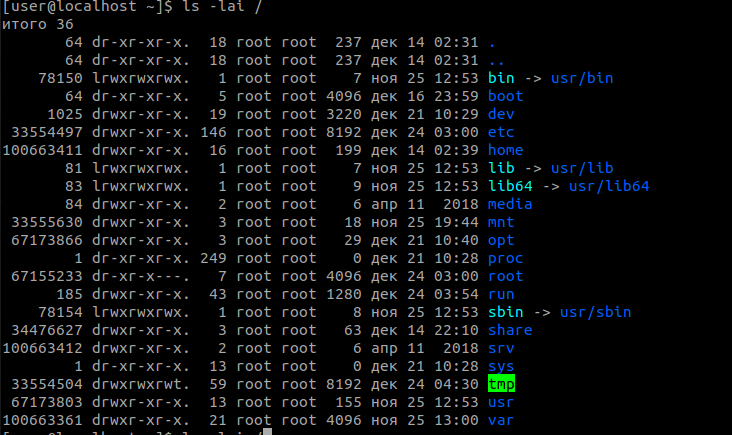 [user@localhost ~]$ ls -lai /
итого 36
64 dr-xr-xr-x. 18 root root 237 дек 14 02:31 .
64 dr-xr-xr-x. 18 root root 237 дек 14 02:31 ..
78150 lrwxrwxrwx. 1 root root 7 ноя 25 12:53 bin -> usr/bin
64 dr-xr-xr-x. 5 root root 4096 дек 16 23:59 boot
1025 drwxr-xr-x. 19 root root 3220 дек 21 10:29 dev
33554497 drwxr-xr-x. 146 root root 8192 дек 24 03:00 etc
100663411 drwxr-xr-x. 16 root root 199 дек 14 02:39 home
81 lrwxrwxrwx. 1 root root 7 ноя 25 12:53 lib -> usr/lib
83 lrwxrwxrwx. 1 root root 9 ноя 25 12:53 lib64 -> usr/lib64
84 drwxr-xr-x. 2 root root 6 апр 11 2018 media
33555630 drwxr-xr-x. 3 root root 18 ноя 25 19:44 mnt
67173866 drwxr-xr-x. 3 root root 29 дек 21 10:40 opt
1 dr-xr-xr-x. 249 root root 0 дек 21 10:28 proc
67155233 dr-xr-x---. 7 root root 4096 дек 24 03:00 root
185 drwxr-xr-x. 43 root root 1280 дек 24 03:54 run
78154 lrwxrwxrwx. 1 root root 8 ноя 25 12:53 sbin -> usr/sbin
34476627 drwxr-xr-x. 3 root root 63 дек 14 22:10 share
100663412 drwxr-xr-x. 2 root root 6 апр 11 2018 srv
1 dr-xr-xr-x. 13 root root 0 дек 21 10:28 sys
33554504 drwxrwxrwt. 59 root root 8192 дек 24 04:30 tmp
67173803 drwxr-xr-x. 13 root root 155 ноя 25 12:53 usr
100663361 drwxr-xr-x. 21 root root 4096 ноя 25 13:00 var
[user@localhost ~]$ ls -lai /